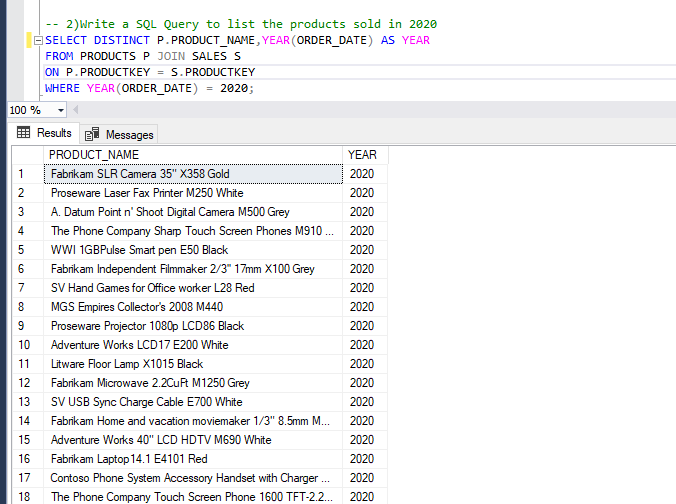 -- 2)Write a SQL Query to list the products sold in 2020
SELECT DISTINCT P.PRODUCT_NAME,YEAR(ORDER_DATE) AS YEAR
FROM PRODUCTS P JOIN SALES S
ON P.PRODUCTKEY = S.PRODUCTKEY
WHERE YEAR(ORDER_DATE) = 2020;
100 %
Results Messages
PRODUCT_NAME YEAR
1 Fabrikam SLR Camera 35" X358 Gold 2020
2 Proseware Laser Fax Printer M250 White 2020
3 A. Datum Point n' Shoot Digital Camera M500 Grey 2020
4 The Phone Company Sharp Touch Screen Phones M910 ... 2020
5 WWI 1GBPulse Smart pen E50 Black 2020
6 Fabrikam Independent Filmmaker 2/3" 17mm X100 Grey 2020
7 SV Hand Games for Office worker L28 Red 2020
8 MGS Empires Collector's 2008 M440 2020
9 Proseware Projector 1080p LCD86 Black 2020
10 Adventure Works LCD17 E200 White 2020
11 Litware Floor Lamp X1015 Black 2020
12 Fabrikam Microwave 2.2CuFt M1250 Grey 2020
13 SV USB Sync Charge Cable E700 White 2020
14 Fabrikam Home and vacation moviemaker 1/3" 8.5mm M... 2020
15 Adventure Works 40" LCD HDTV M690 White 2020
16 Fabrikam Laptop14.1 E4101 Red 2020
17 Contoso Phone System Accessory Handset with Charger ... 2020
18 The Phone Company Touch Screen Phone 1600 TFT-2.2... 2020